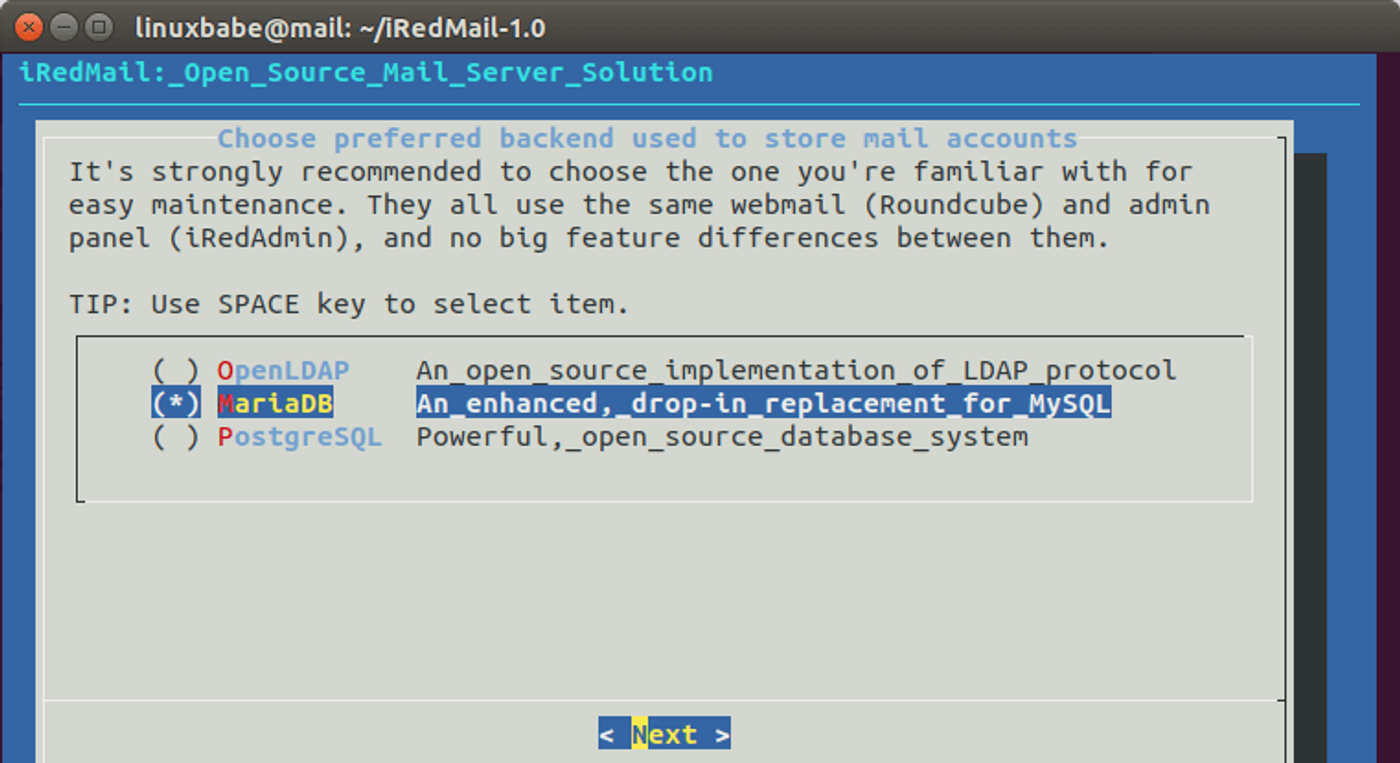 linuxbabe@mail: ~/iRedMail-1.0
iRedMail:_Open_Source_Mail_Server_Solution
Choose preferred backend used to store mail accounts
It's strongly recommended to choose the one you're familiar with for
easy maintenance. They all use the same webmail (Roundcube) and admin
panel (iRedAdmin), and no big feature differences between them.
TIP: Use SPACE key to select item.
( ) OpenLDAP An_open_source_implementation_of_LDAP_protocol
(*) MariaDB An_enhanced,_drop-in_replacement_for_MySQL
( ) PostgreSQL Powerful,_open_source_database_system
< Next >